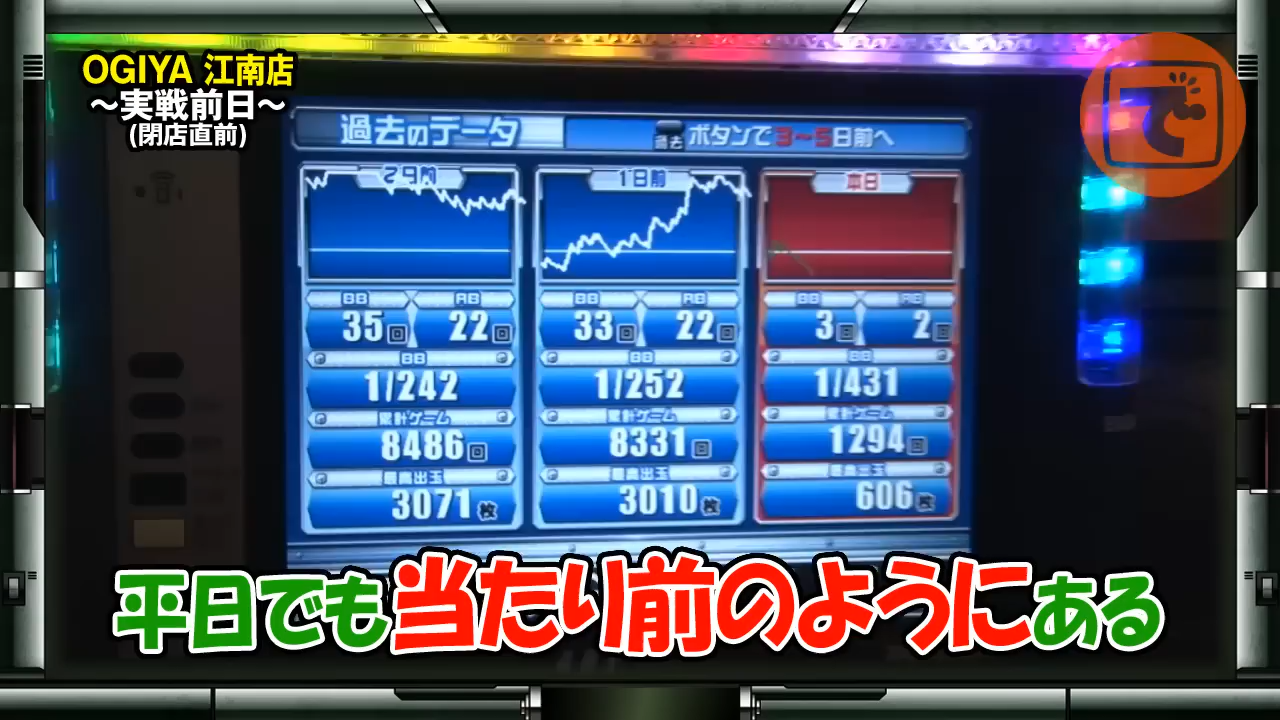 OGIYA 江南店
～実戦前日～
(閉店直前)
て
過去のデータ
過去 ボタンで3～5日前へ
2日前 1日前 本日
BB RB BB RB BB RB
35回 22回 33回 22回 3回 2回
BB BB BB
1/242 1/252 1/431
累計ゲーム 累計ゲーム 累計ゲーム
8486回 8331回 1294回
最高出玉 最高出玉 最高出玉
3071枚 3010枚 606枚
平日でも当たり前のようにある